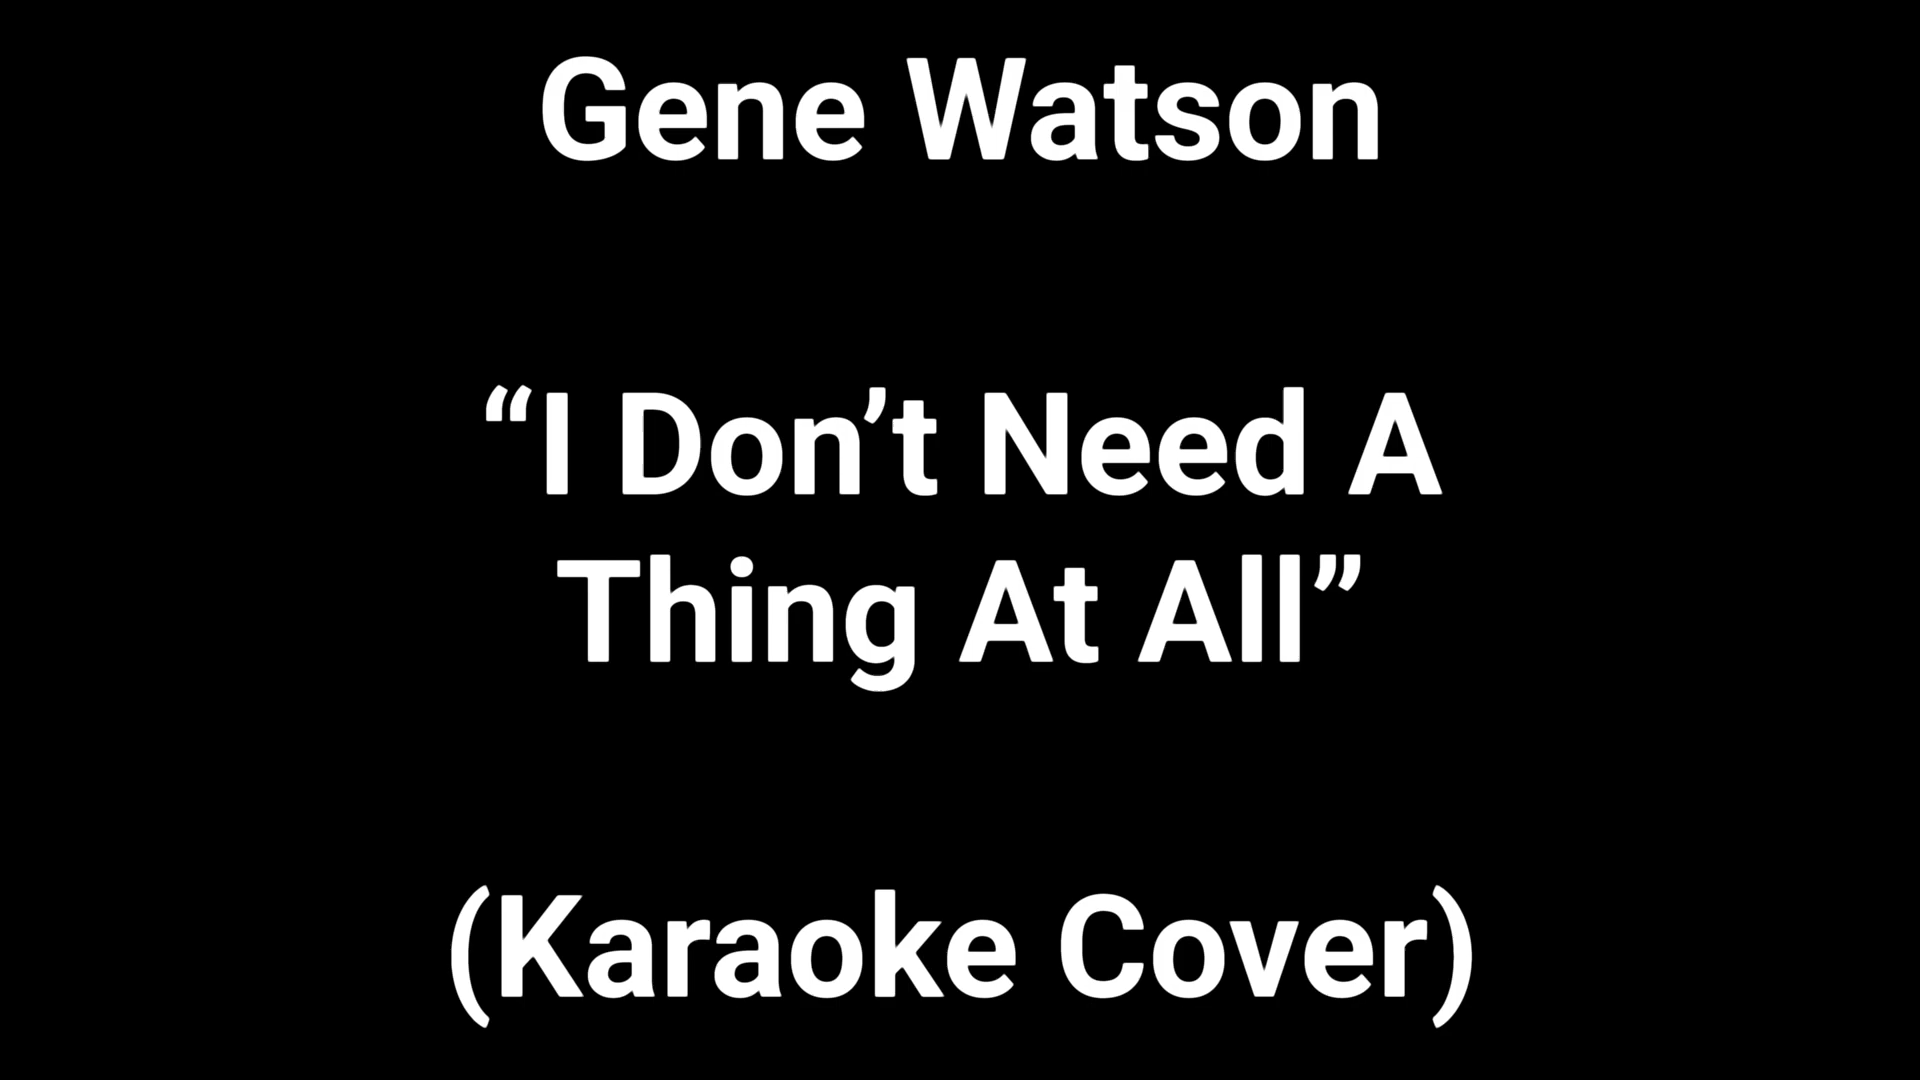 Gene Watson
“I Don’t Need A
Thing At All”
(Karaoke Cover)